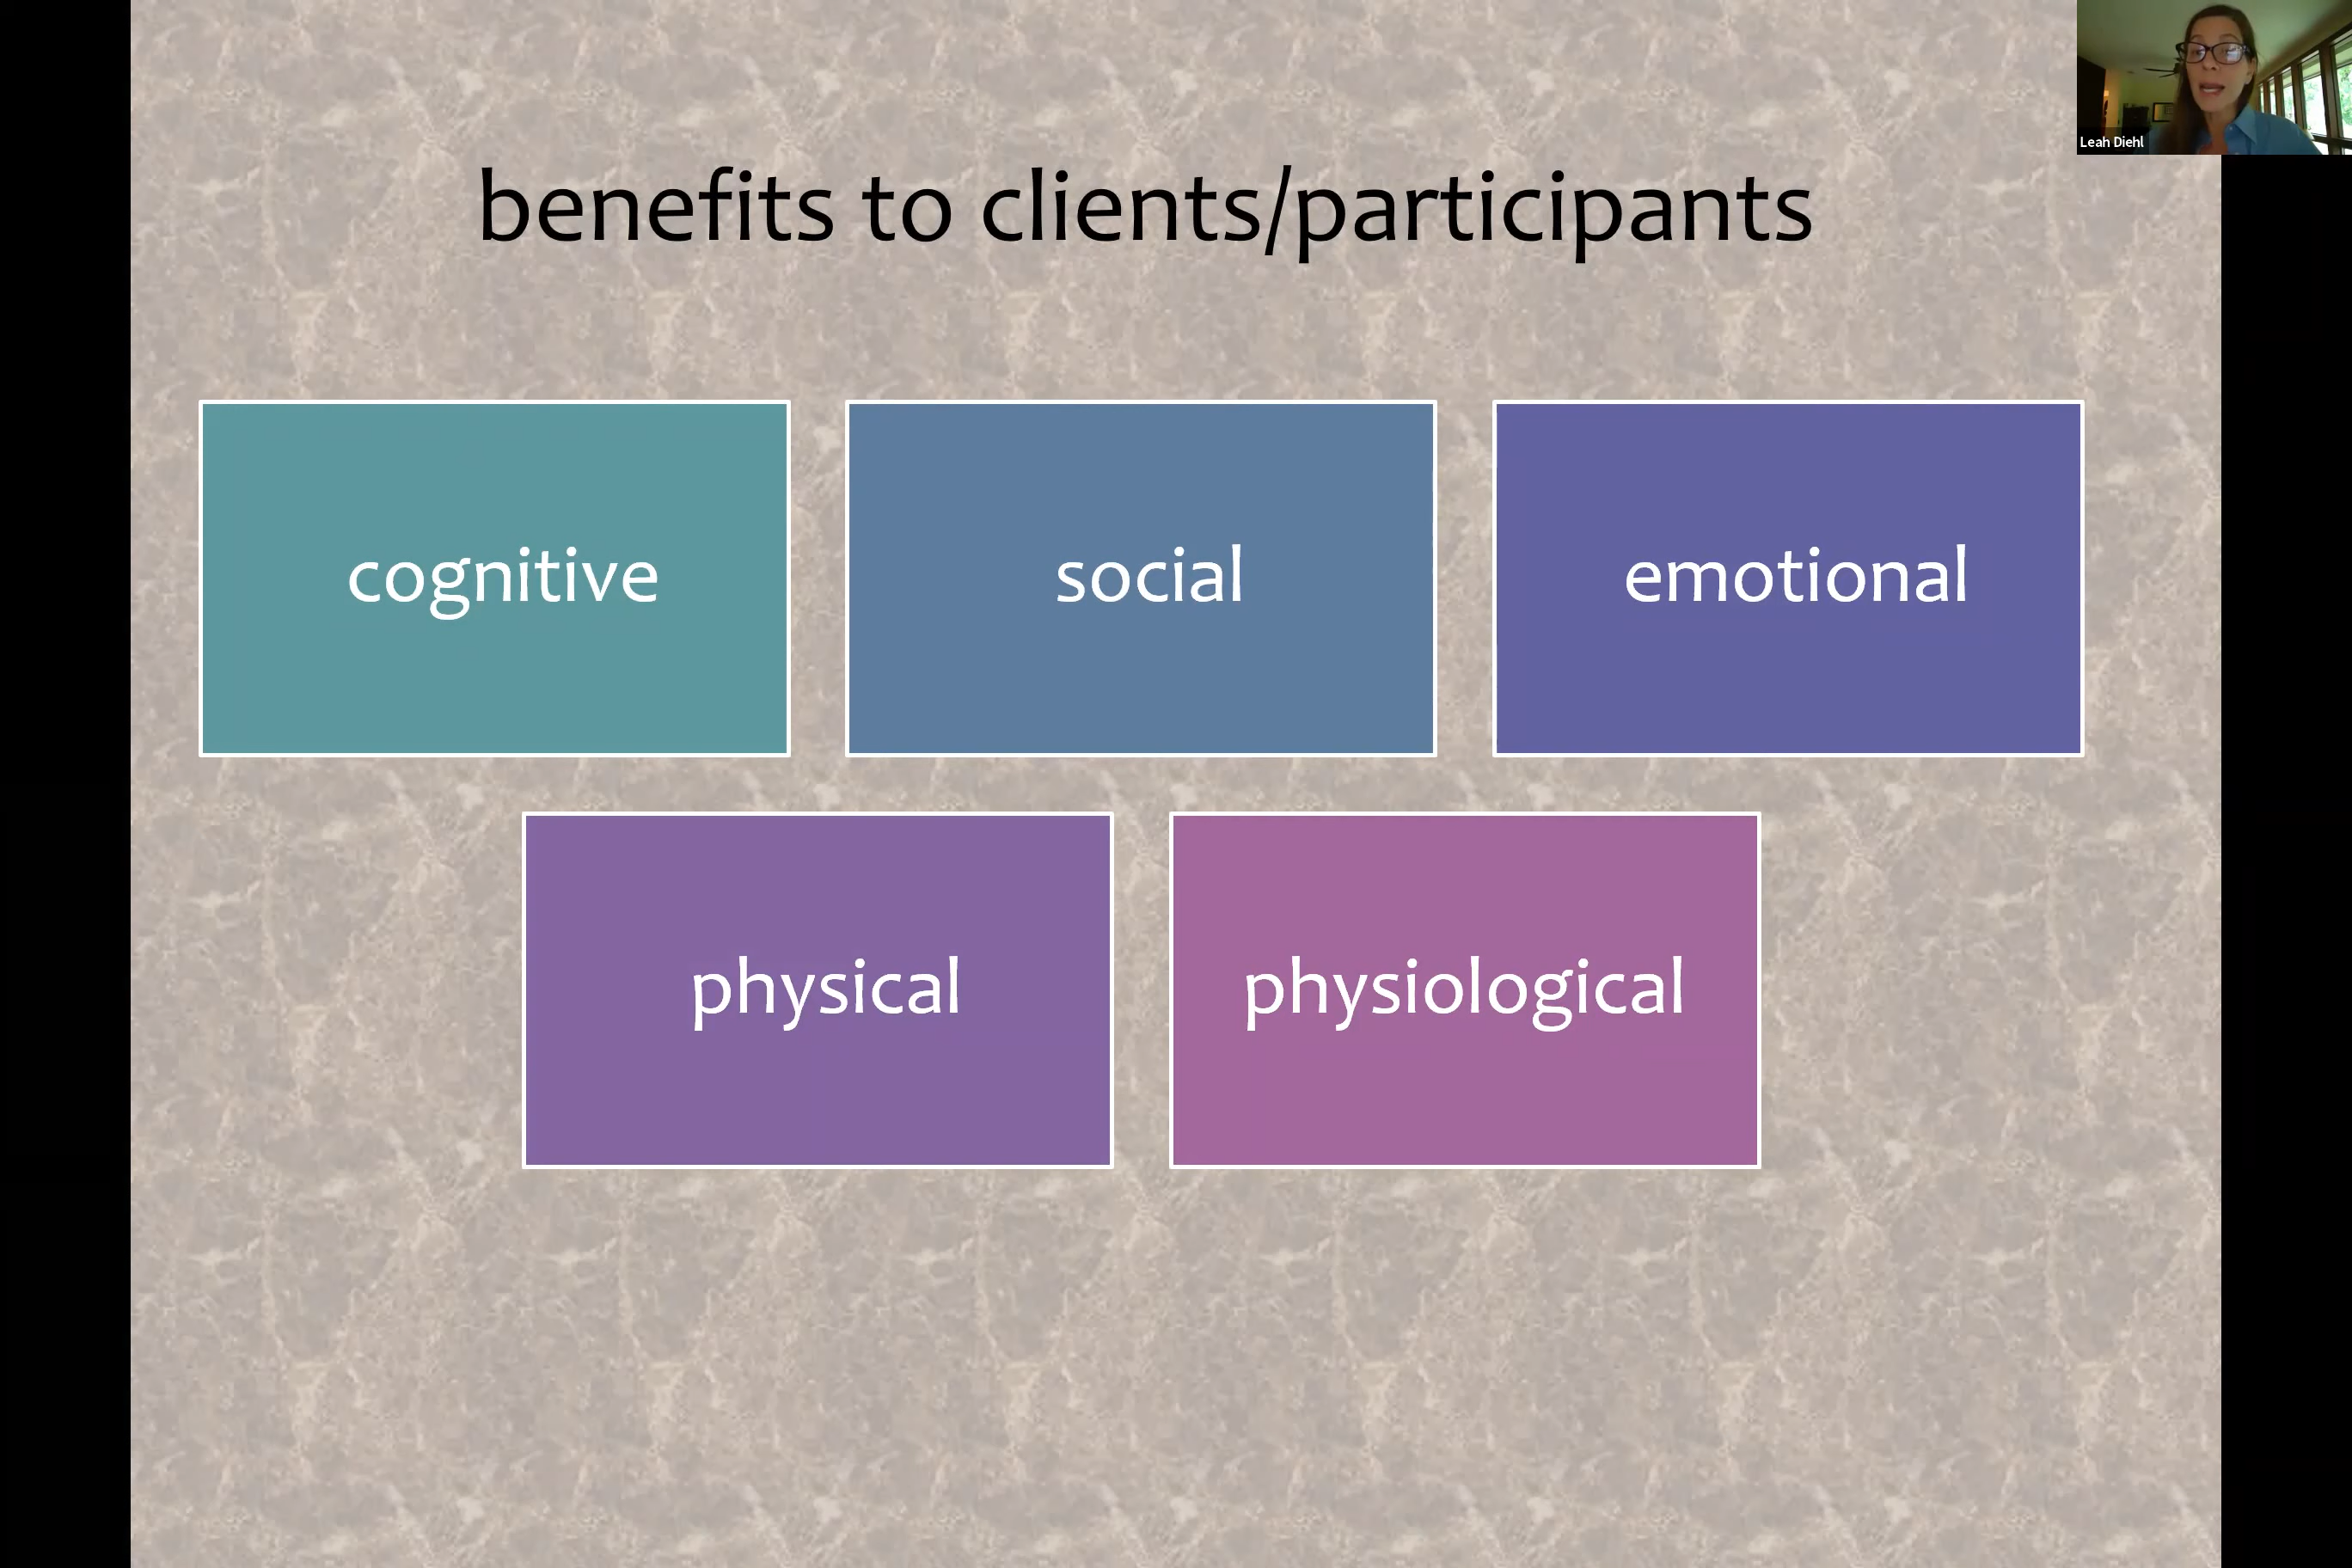 Leah Diehl
benefits to clients/participants
cognitive
social
emotional
physical
physiological